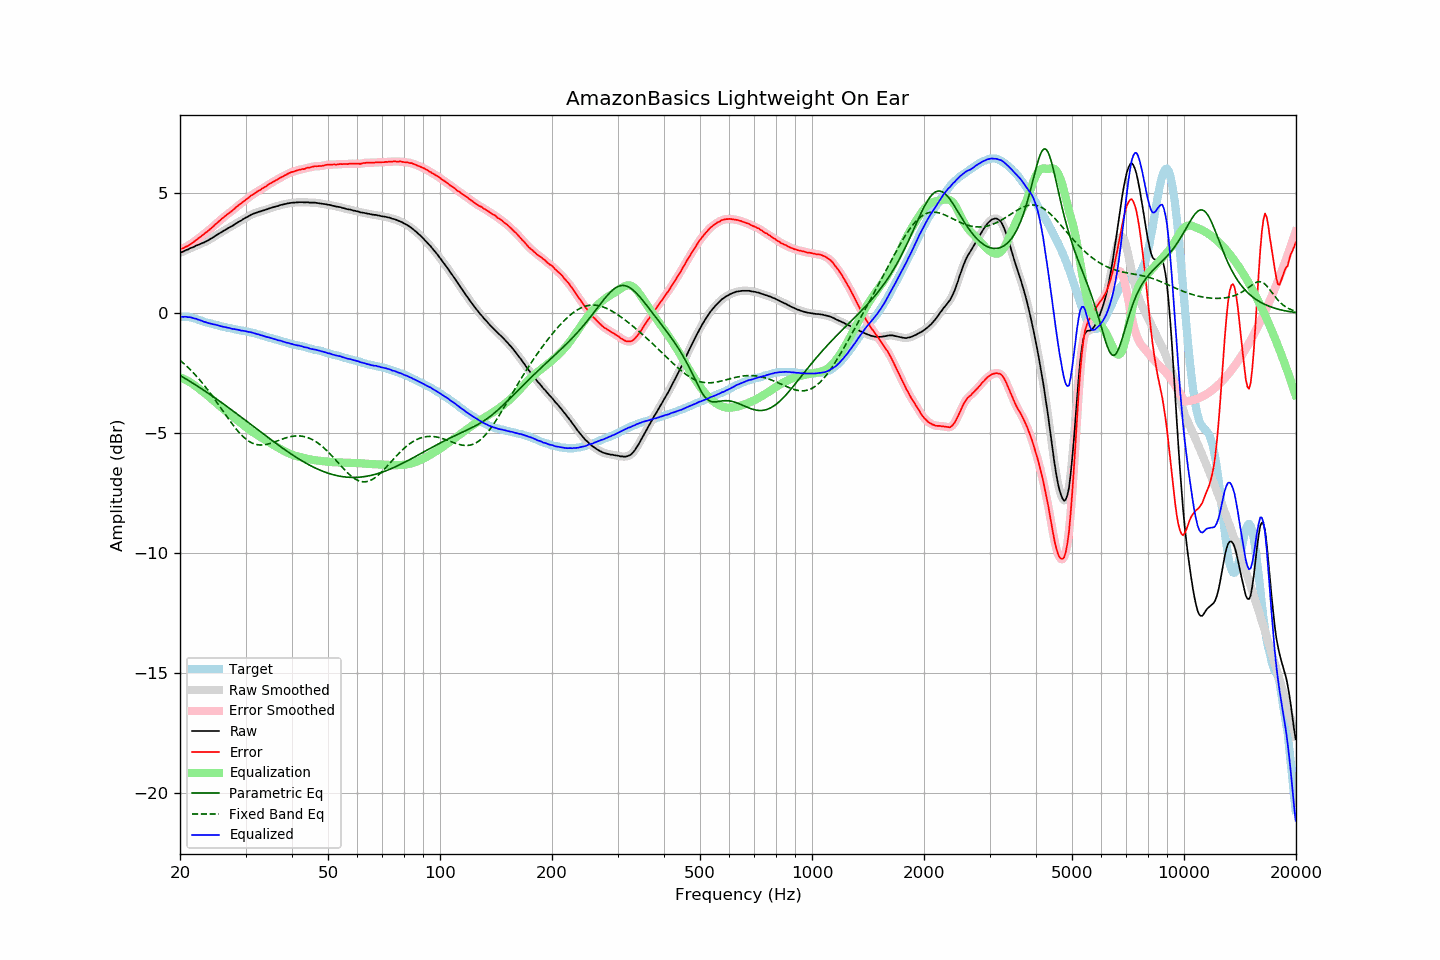 AmazonBasics Lightweight On Ear
5
0
−5
−10
−15
−20
Amplitude (dBr)
Target
Raw Smoothed
Error Smoothed
Raw
Error
Equalization
Parametric Eq
Fixed Band Eq
Equalized
20 50 100 200 500 1000 2000 5000 10000 20000
Frequency (Hz)